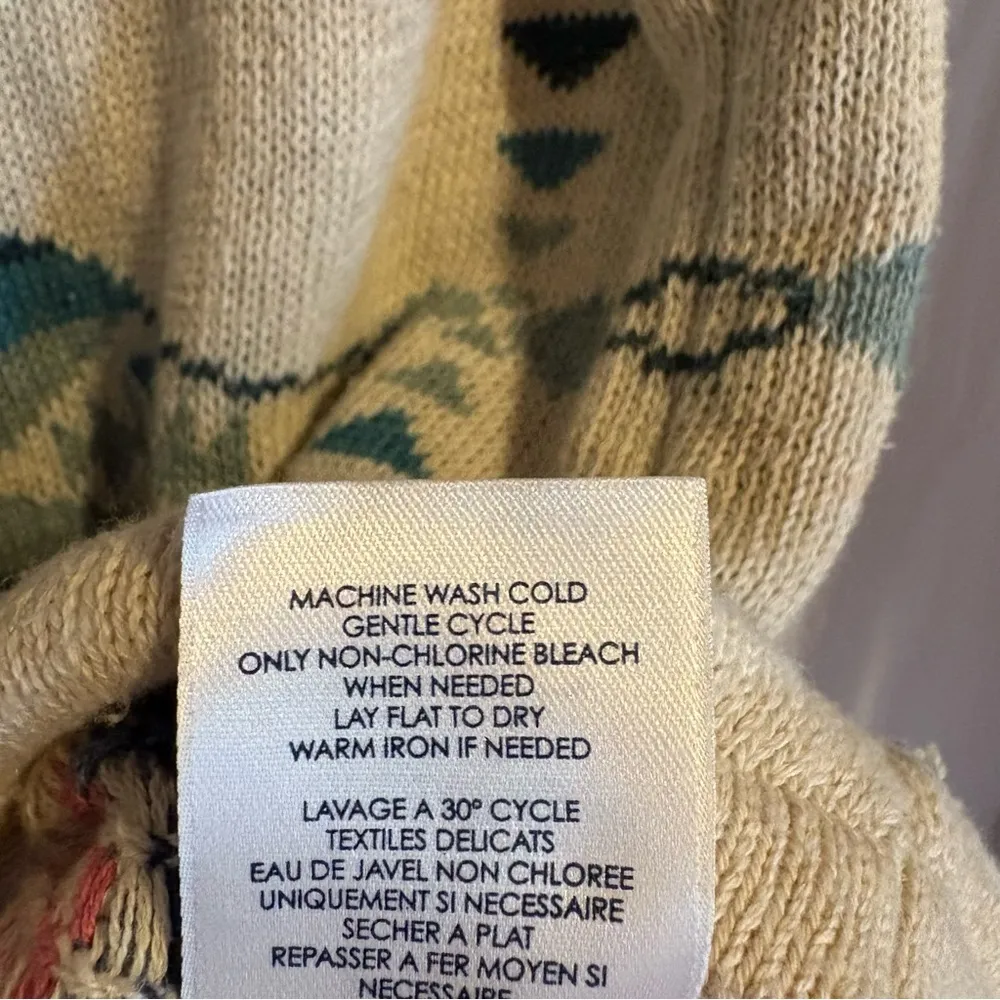 MACHINE WASH COLD
GENTLE CYCLE
ONLY NON-CHLORINE BLEACH
WHEN NEEDED
LAY FLAT TO DRY
WARM IRON IF NEEDED
LAVAGE A 30° CYCLE
TEXTILES DELICATS
EAU DE JAVEL NON CHLOREE
UNIQUEMENT SI NECESSAIRE
SECHER A PLAT
REPASSER A FER MOYEN SI
NECESSAIRE